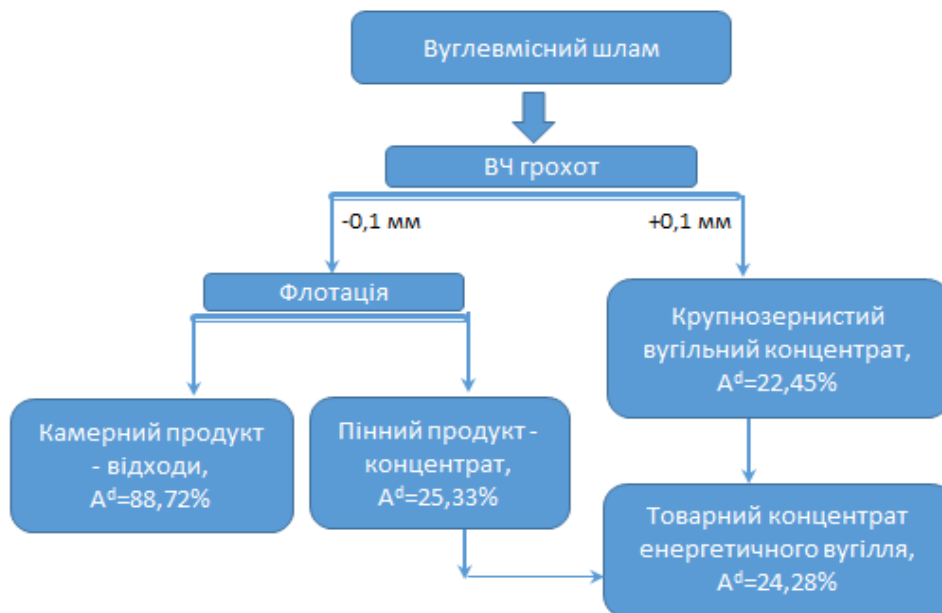 Вуглевмісний шлам
ВЧ грохот
-0,1 мм
+0,1 мм
Флотація
Крупнозернистий
вугільний концентрат,
Aᵈ=22,45%
Камерний продукт
- відходи,
Aᵈ=88,72%
Пінний продукт -
концентрат,
Aᵈ=25,33%
Товарний концентрат
енергетичного вугілля,
Aᵈ=24,28%